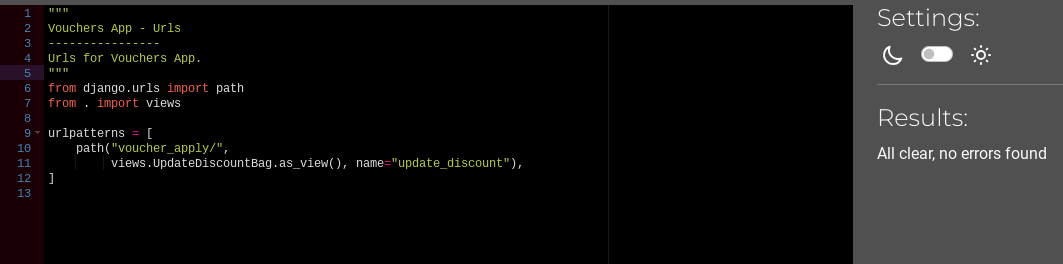 1 """
2 Vouchers App - Urls
3 ----------------
4 Urls for Vouchers App.
5 """
6 from django.urls import path
7 from . import views
8
9 urlpatterns = [
10     path("voucher_apply/",
11          views.UpdateDiscountBag.as_view(), name="update_discount"),
12 ]
13
Settings:
Results:
All clear, no errors found